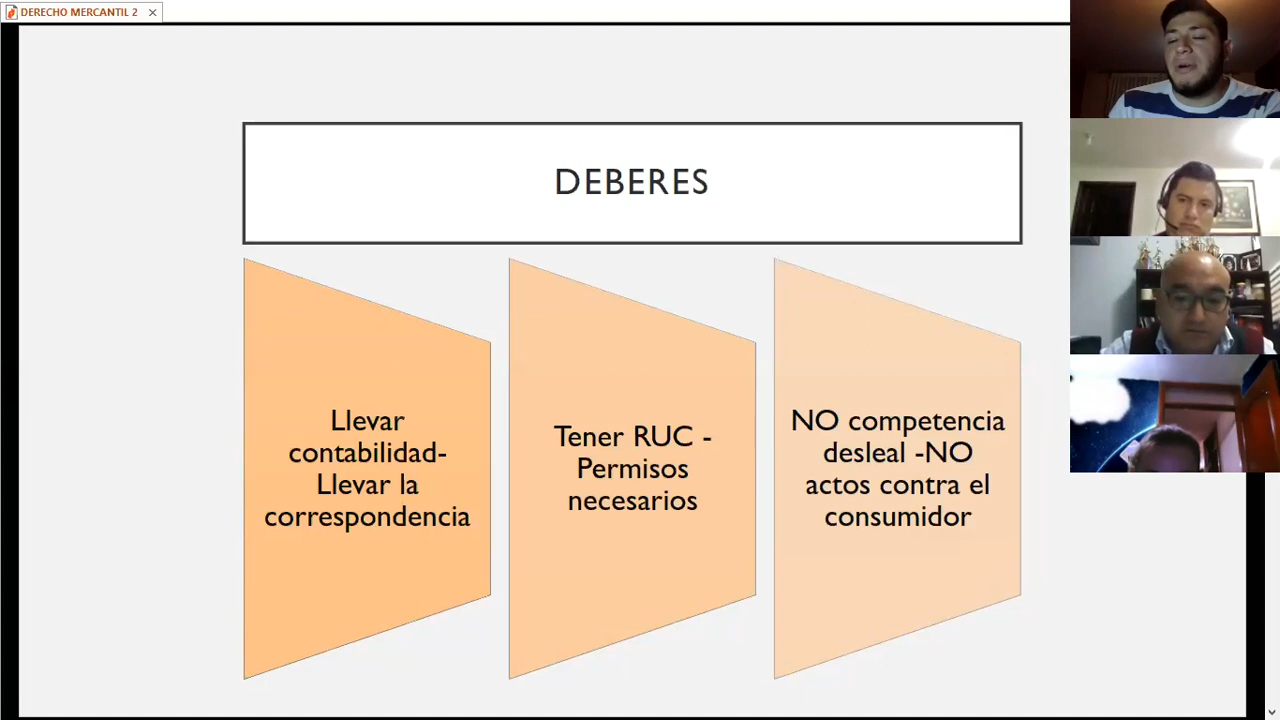 DERECHO MERCANTIL 2
DEBERES
Llevar
contabilidad-
Llevar la
correspondencia
Tener RUC -
Permisos
necesarios
NO competencia
desleal -NO
actos contra el
consumidor